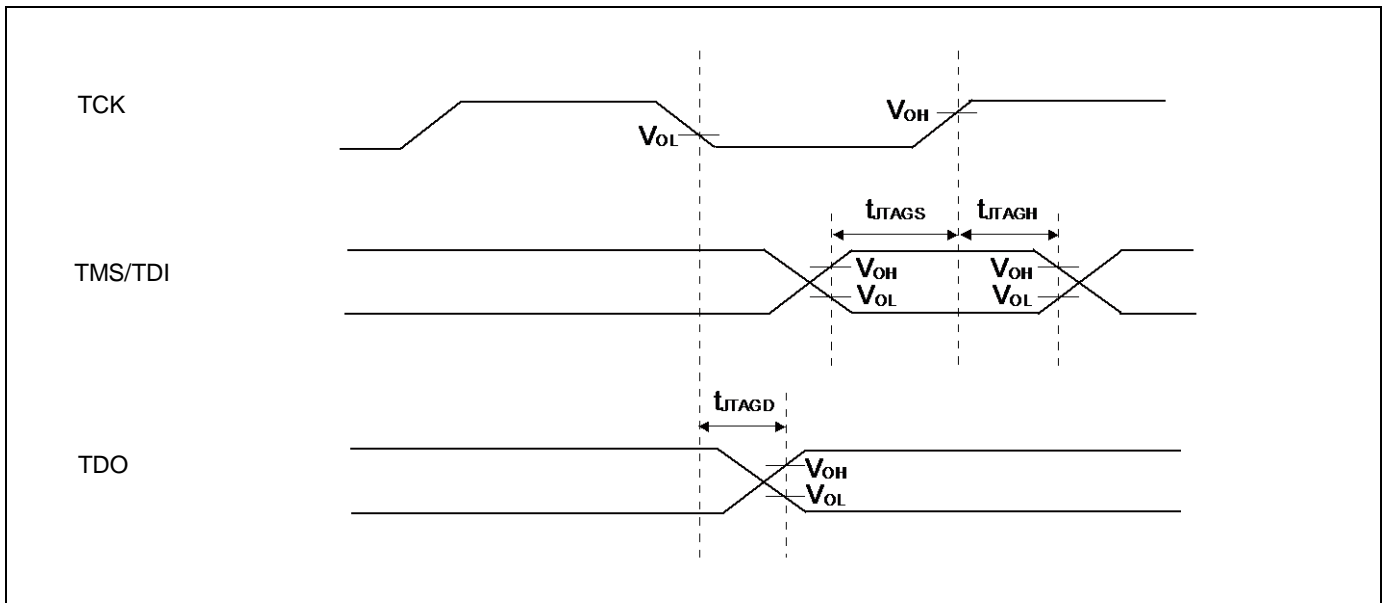 TCK
VOL
VOH
tJTAGS tJTAGH
TMS/TDI
VOH VOH
VOL VOL
tJTAGD
TDO
VOH
VOL